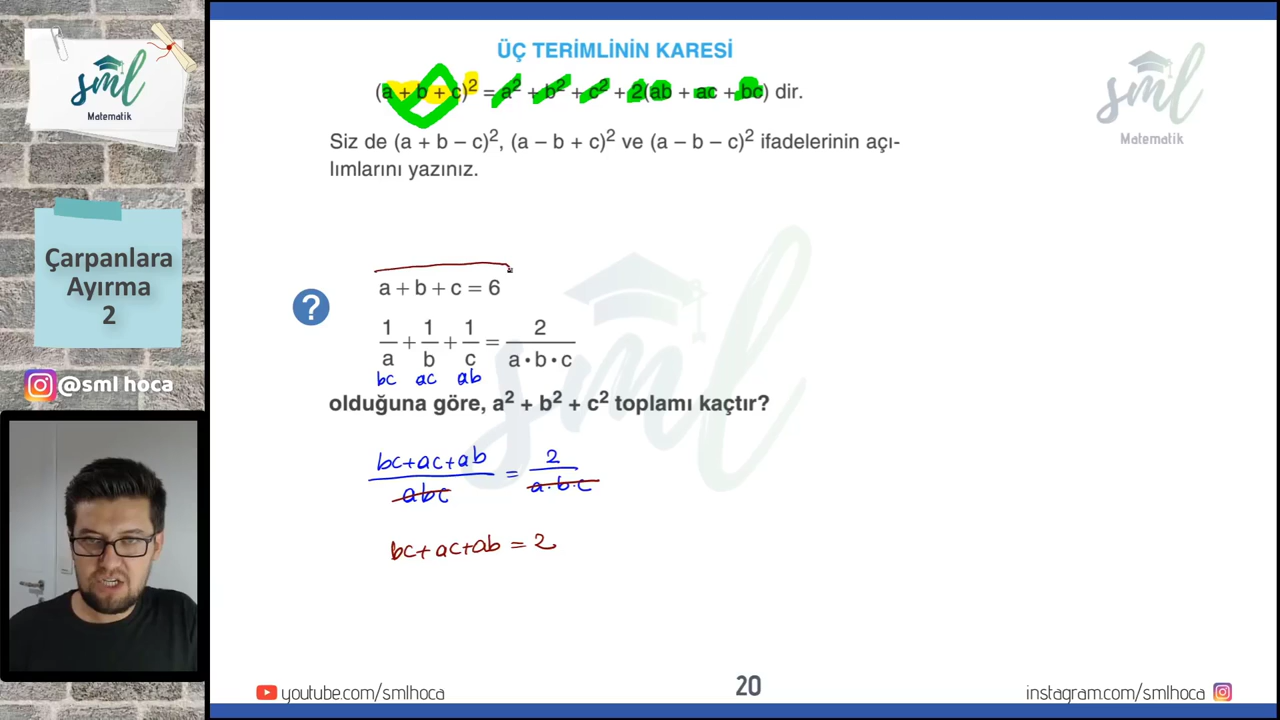 sml
Matematik
Çarpanlara
Ayırma
2
@sml hoca
ÜÇ TERİMLİNİN KARESİ
(a + b + c)² = a² + b² + c² + 2(ab + ac + bc) dir.
Siz de (a + b – c)², (a – b + c)² ve (a – b – c)² ifadelerinin açı-
lımlarını yazınız.
sml
Matematik
?
a + b + c = 6
1/a + 1/b + 1/c = 2/(a•b•c)
bc ac ab
olduğuna göre, a² + b² + c² toplamı kaçtır?
(bc+ac+ab)/(abc) = 2/(a.b.c)
bc+ac+ab = 2
youtube.com/smlhoca
20
instagram.com/smlhoca